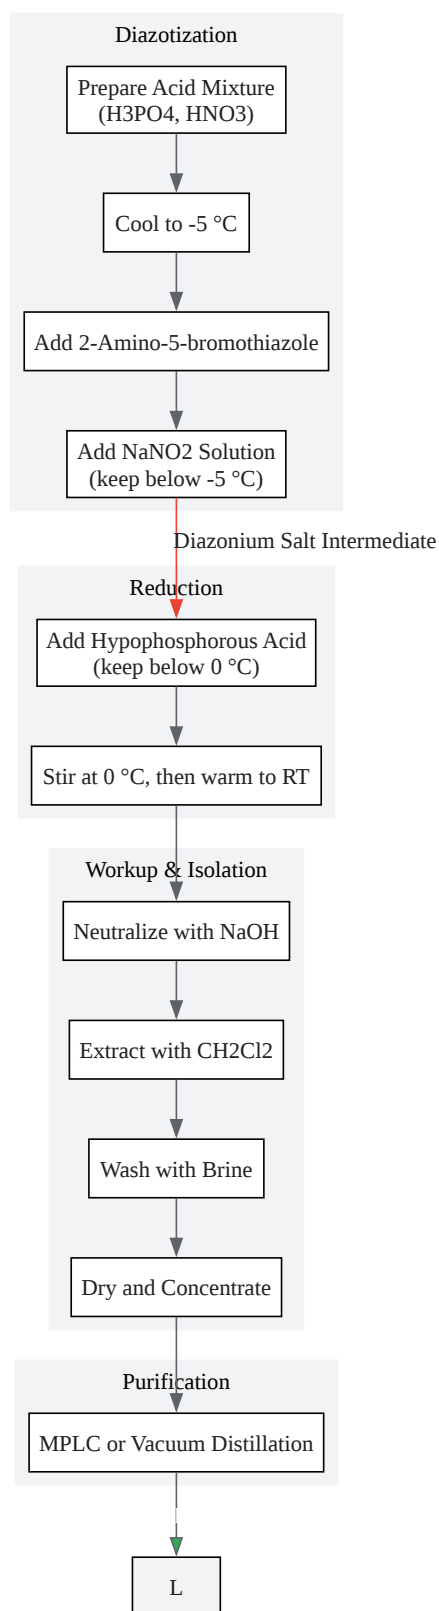 Diazotization
Prepare Acid Mixture
(H3PO4, HNO3)
Cool to -5 °C
Add 2-Amino-5-bromothiazole
Add NaNO2 Solution
(keep below -5 °C)
Diazonium Salt Intermediate
Reduction
Add Hypophosphorous Acid
(keep below 0 °C)
Stir at 0 °C, then warm to RT
Workup & Isolation
Neutralize with NaOH
Extract with CH2Cl2
Wash with Brine
Dry and Concentrate
Purification
MPLC or Vacuum Distillation
L